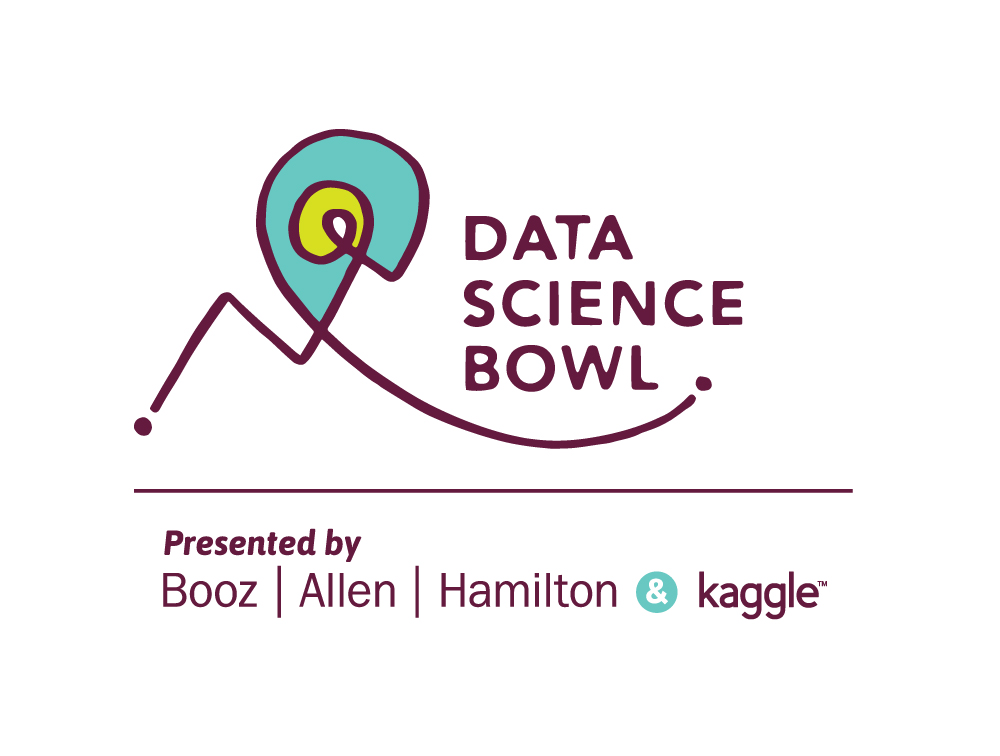 DATA
SCIENCE
BOWL
Presented by
Booz | Allen | Hamilton & kaggle™